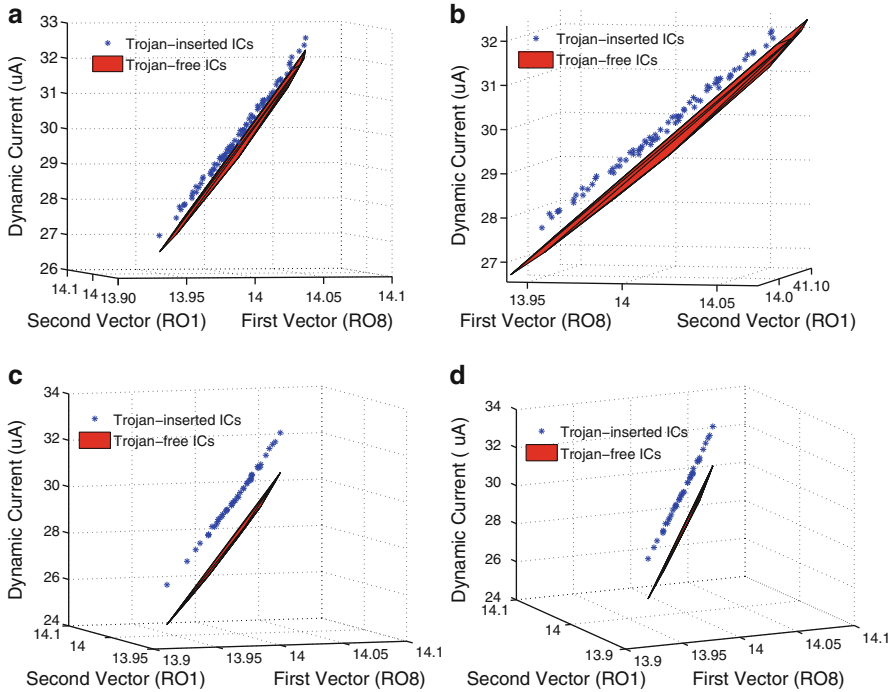 a
33
32
31
30
29
28
27
26
Dynamic Current (uA)
Trojan-inserted ICs
Trojan-free ICs
14.1
14
13.90
13.95
14
14.05
14.1
Second Vector (RO1)
First Vector (RO8)
b
32
31
30
29
28
27
Dynamic Current (uA)
Trojan-inserted ICs
Trojan-free ICs
13.95
14
14.05
14.0
41.10
First Vector (RO8)
Second Vector (RO1)
c
34
32
30
28
26
24
Dynamic Current (uA)
Trojan-inserted ICs
Trojan-free ICs
14.1
14
13.95
13.9
13.95
14
14.05
14.1
Second Vector (RO1)
First Vector (RO8)
d
34
33
32
30
28
26
24
Dynamic Current ( uA)
Trojan-inserted ICs
Trojan-free ICs
14.1
14
13.9
13.9
13.95
14
14.05
14.1
Second Vector (RO1)
First Vector (RO8)